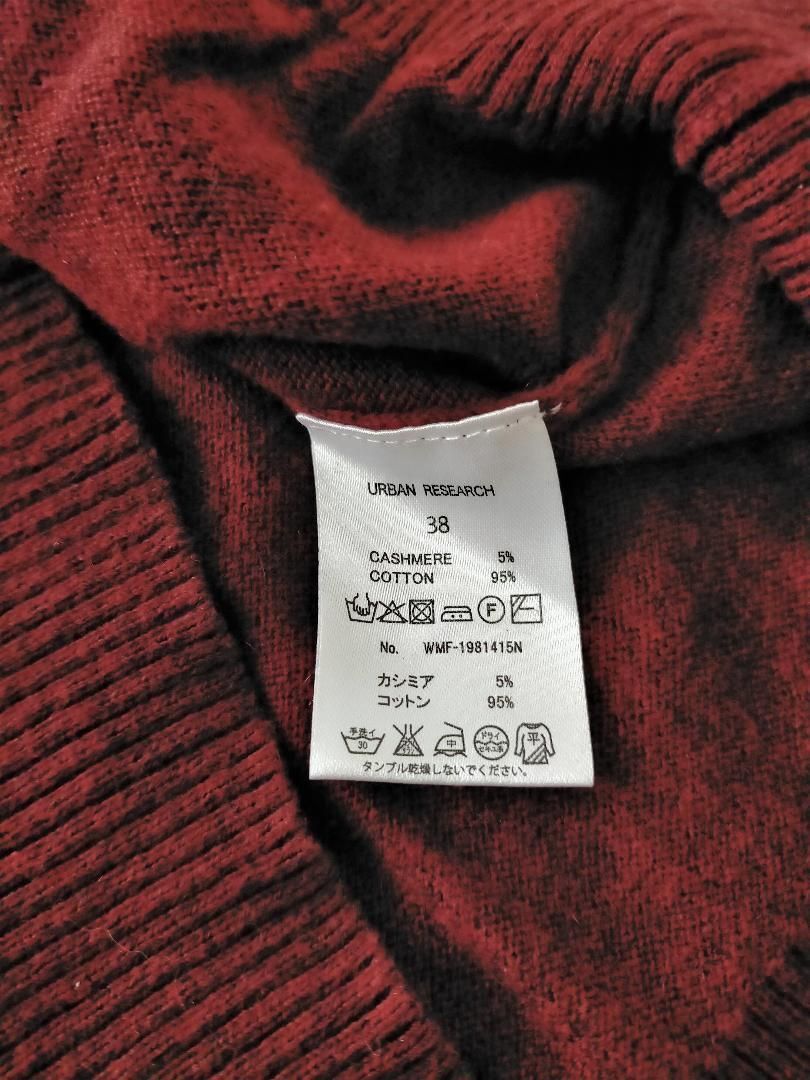 URBAN RESEARCH
38
CASHMERE 5%
COTTON 95%
F
No. WMF-1981415N
カシミア 5%
コットン 95%
手洗イ 30 中 ドライ セキユ系 平
タンブル乾燥しないでください。